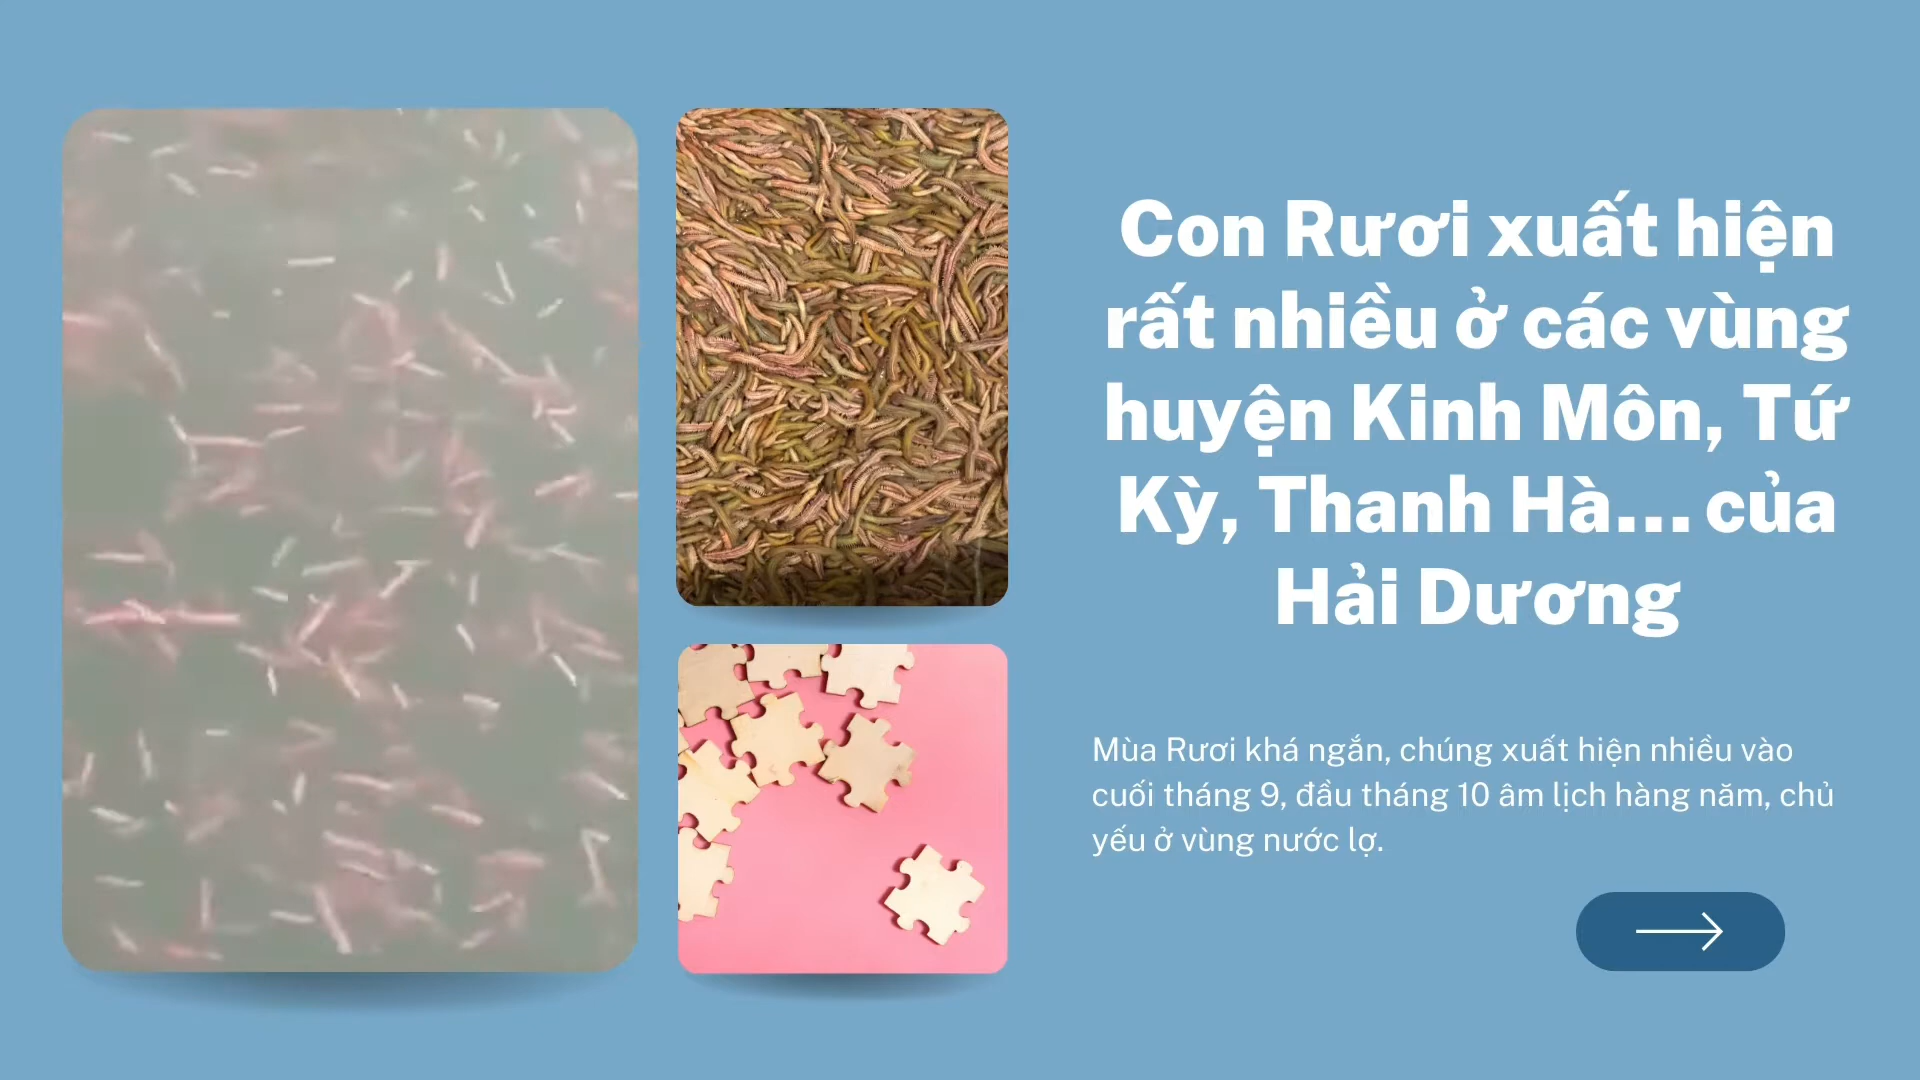 Con Rươi xuất hiện
rất nhiều ở các vùng
huyện Kinh Môn, Tứ
Kỳ, Thanh Hà... của
Hải Dương
Mùa Rươi khá ngắn, chúng xuất hiện nhiều vào
cuối tháng 9, đầu tháng 10 âm lịch hàng năm, chủ
yếu ở vùng nước lợ.